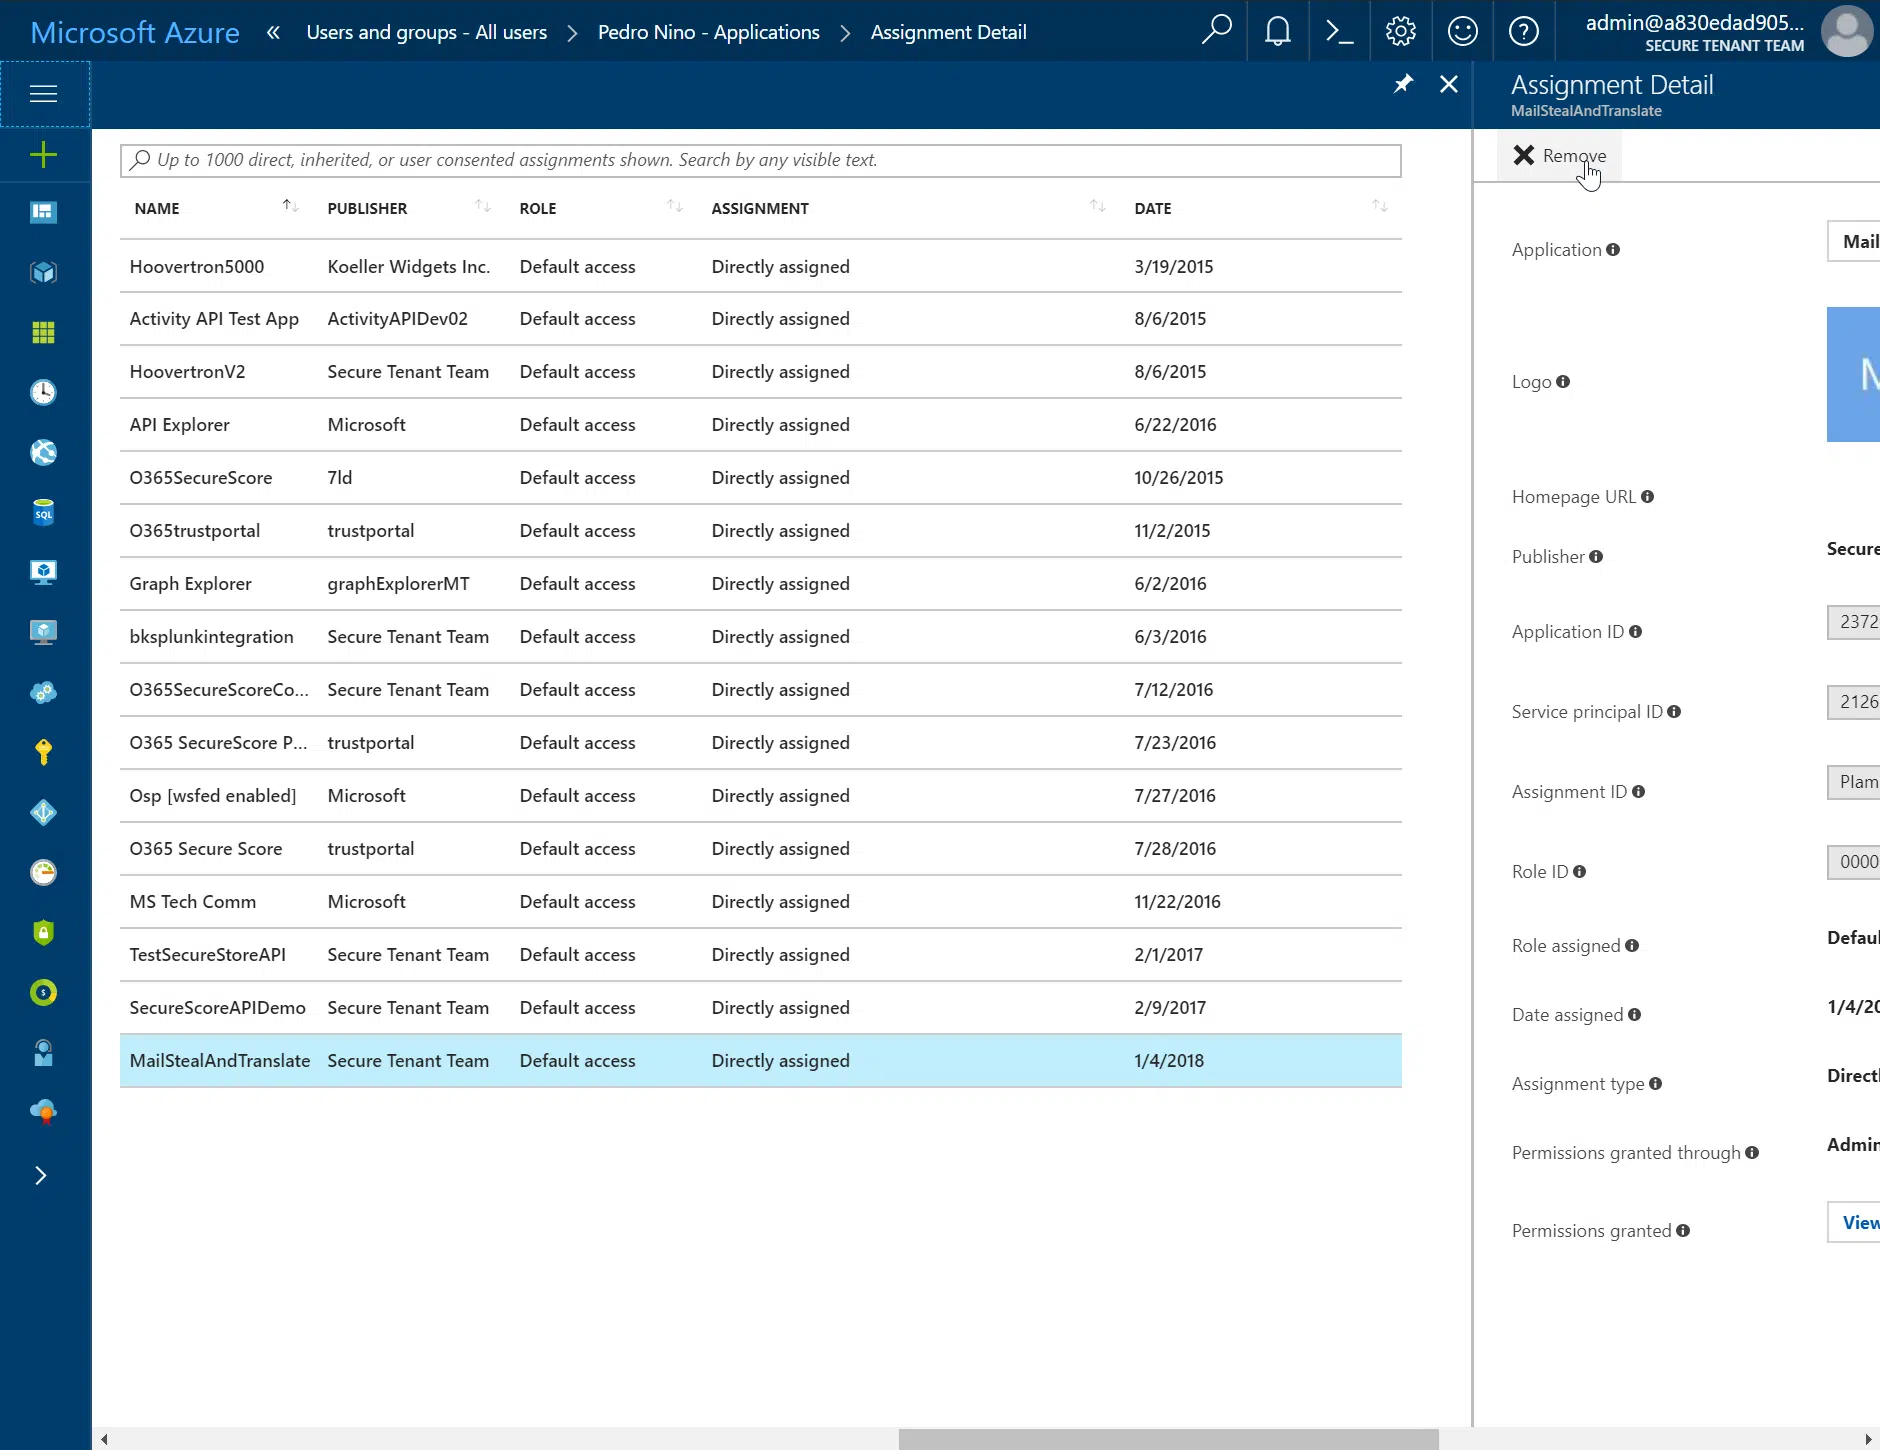 Microsoft Azure « Users and groups - All users > Pedro Nino - Applications > Assignment Detail
admin@a830edad905...
SECURE TENANT TEAM
Assignment Detail
MailStealAndTranslate
Remove
Up to 1000 direct, inherited, or user consented assignments shown. Search by any visible text.
NAME PUBLISHER ROLE ASSIGNMENT DATE
Hoovertron5000 Koeller Widgets Inc. Default access Directly assigned 3/19/2015
Activity API Test App ActivityAPIDev02 Default access Directly assigned 8/6/2015
HoovertronV2 Secure Tenant Team Default access Directly assigned 8/6/2015
API Explorer Microsoft Default access Directly assigned 6/22/2016
O365SecureScore 7ld Default access Directly assigned 10/26/2015
O365trustportal trustportal Default access Directly assigned 11/2/2015
Graph Explorer graphExplorerMT Default access Directly assigned 6/2/2016
bksplunkintegration Secure Tenant Team Default access Directly assigned 6/3/2016
O365SecureScoreCo... Secure Tenant Team Default access Directly assigned 7/12/2016
O365 SecureScore P... trustportal Default access Directly assigned 7/23/2016
Osp [wsfed enabled] Microsoft Default access Directly assigned 7/27/2016
O365 Secure Score trustportal Default access Directly assigned 7/28/2016
MS Tech Comm Microsoft Default access Directly assigned 11/22/2016
TestSecureStoreAPI Secure Tenant Team Default access Directly assigned 2/1/2017
SecureScoreAPIDemo Secure Tenant Team Default access Directly assigned 2/9/2017
MailStealAndTranslate Secure Tenant Team Default access Directly assigned 1/4/2018
Application Mail
Logo M
Homepage URL
Publisher Secure
Application ID 2372
Service principal ID 2126
Assignment ID Plam
Role ID 0000
Role assigned Defaul
Date assigned 1/4/20
Assignment type Directl
Permissions granted through Admin
Permissions granted View
SQL